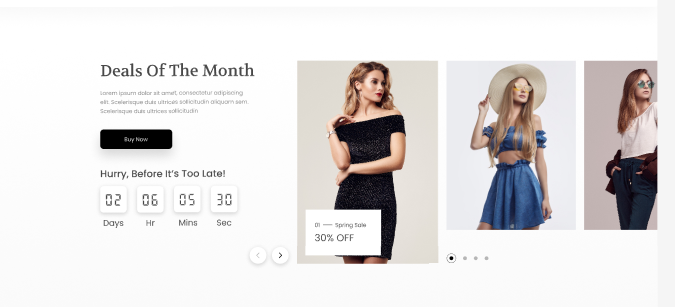 Deals Of The Month
Lorem ipsum dolor sit amet, consectetur adipiscing
elit. Scelerisque duis ultrices sollicitudin aliquam sem.
Scelerisque duis ultrices sollicitudin
Buy Now
Hurry, Before It's Too Late!
02 06 05 30
Days Hr Mins Sec
01 — Spring Sale
30% OFF